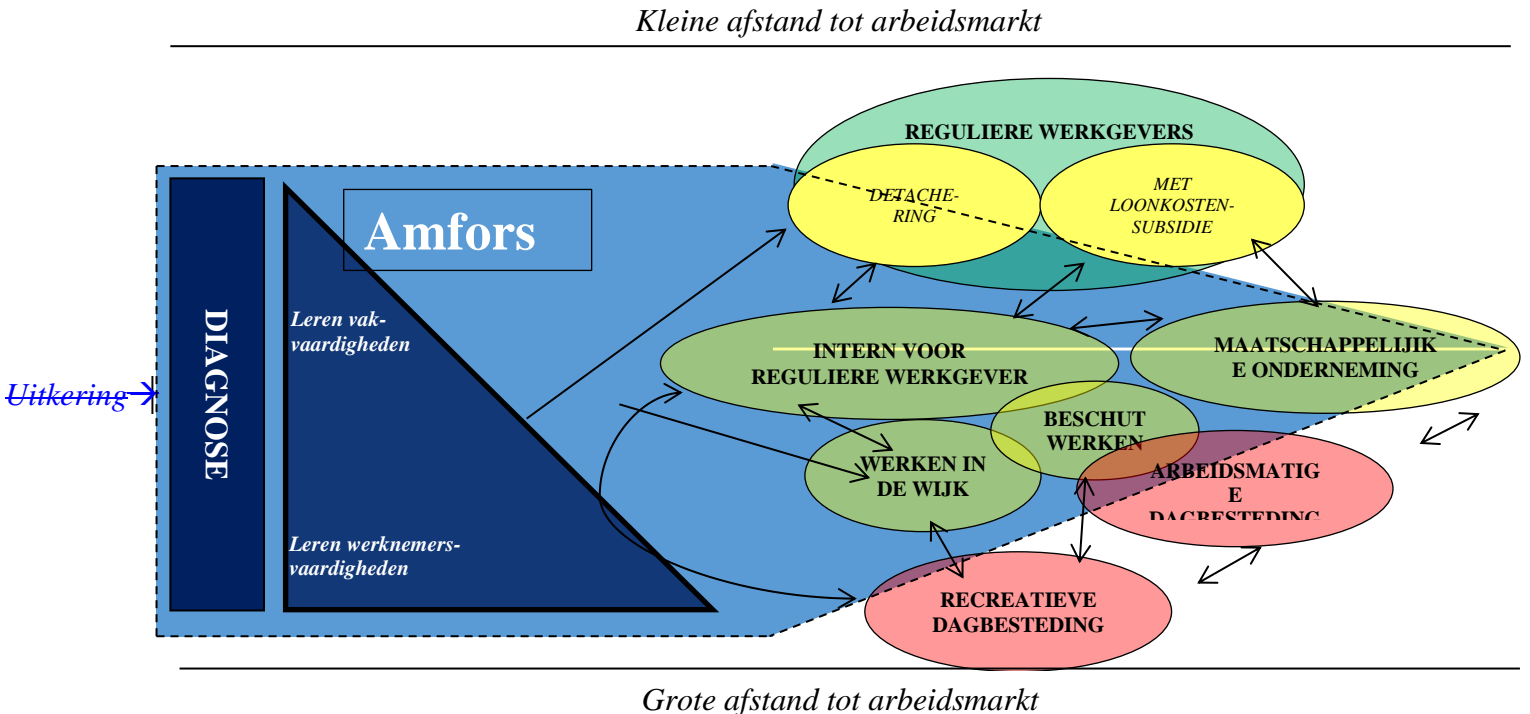 Kleine afstand tot arbeidsmarkt
REGULIERE WERKGEVERS
DETACHE-
RING
MET
LOONKOSTEN-
SUBSIDIE
Amfors
DIAGNOSE
Leren vak-
vaardigheden
Uitkering
INTERN VOOR
REGULIERE WERKGEVER
MAATSCHAPPELIJK
E ONDERNEMING
BESCHUT
WERKEN
WERKEN IN
DE WIJK
ARBEIDSMATIG
E
DAGBESTEDING
Leren werknemers-
vaardigheden
RECREATIEVE
DAGBESTEDING
Grote afstand tot arbeidsmarkt